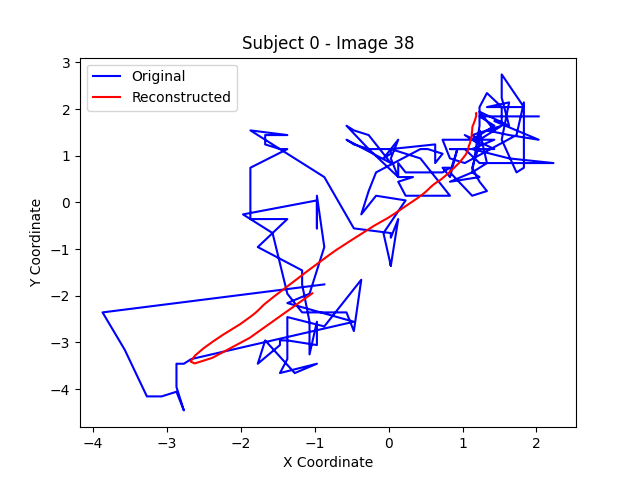 Subject 0 - Image 38
Original
Reconstructed
Y Coordinate
3
2
1
0
−1
−2
−3
−4
−4 −3 −2 −1 0 1 2
X Coordinate